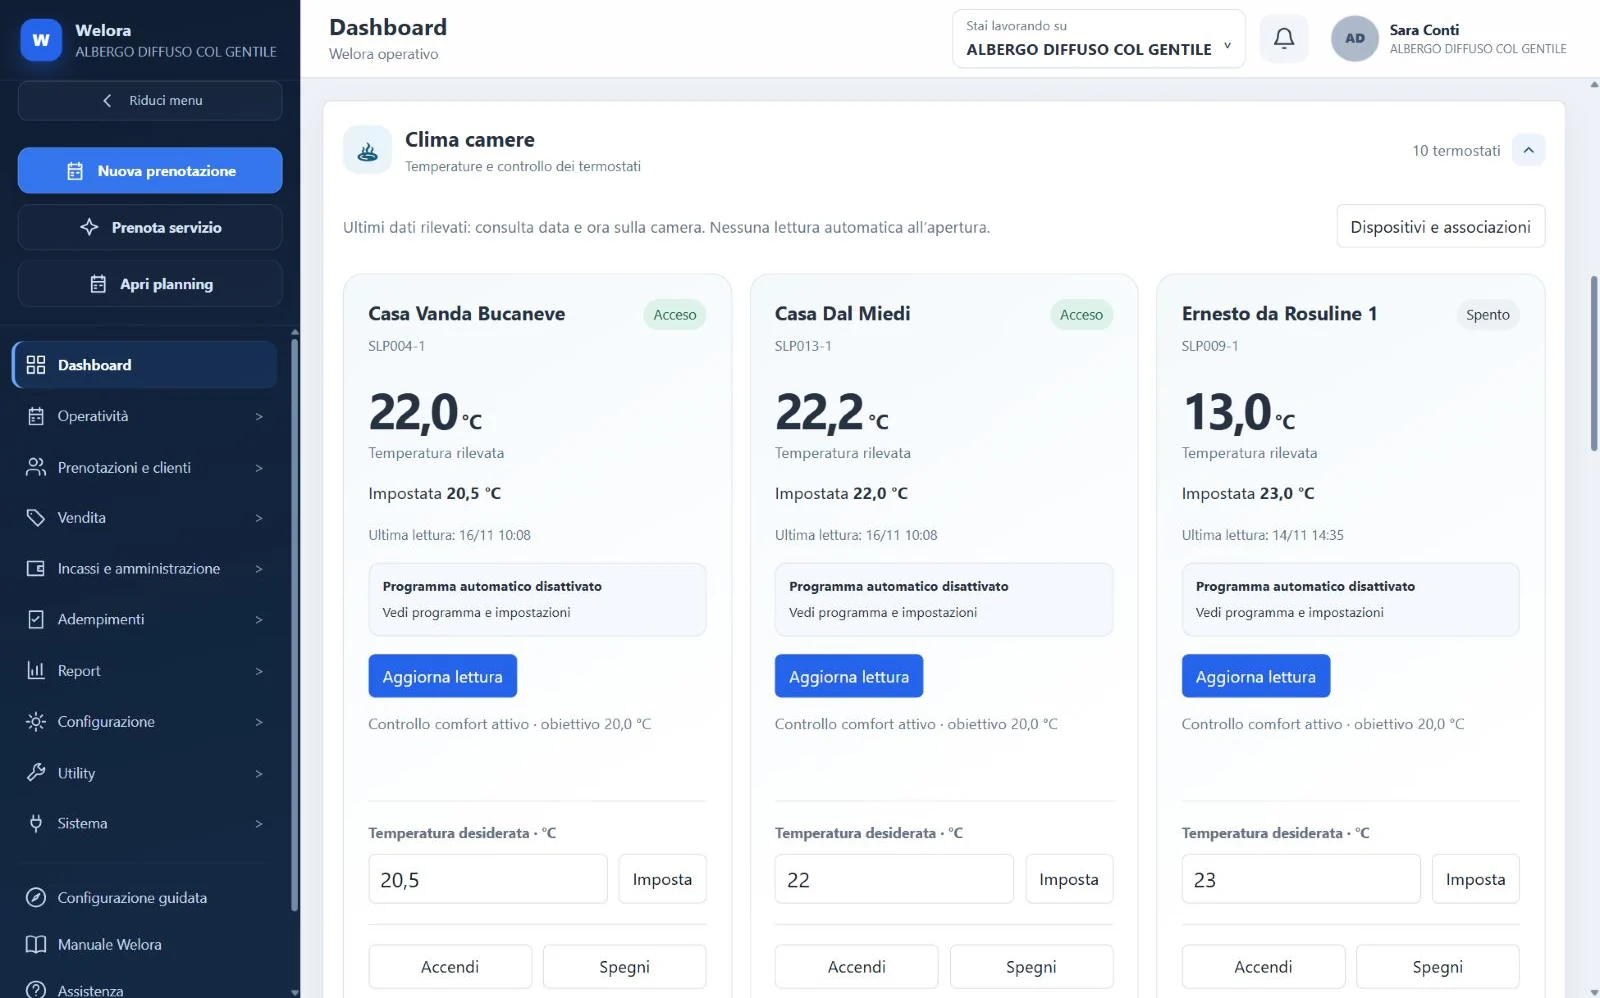 W
Welora
ALBERGO DIFFUSO COL GENTILE
Riduci menu
Nuova prenotazione
Prenota servizio
Apri planning
Dashboard
Operatività
Prenotazioni e clienti
Vendita
Incassi e amministrazione
Adempimenti
Report
Configurazione
Utility
Sistema
Configurazione guidata
Manuale Welora
Assistenza
Dashboard
Welora operativo
Stai lavorando su
ALBERGO DIFFUSO COL GENTILE
AD
Sara Conti
ALBERGO DIFFUSO COL GENTILE
Clima camere
Temperature e controllo dei termostati
10 termostati
Ultimi dati rilevati: consulta data e ora sulla camera. Nessuna lettura automatica all'apertura.
Dispositivi e associazioni
Casa Vanda Bucaneve
Acceso
SLP004-1
22,0 °C
Temperatura rilevata
Impostata 20,5 °C
Ultima lettura: 16/11 10:08
Programma automatico disattivato
Vedi programma e impostazioni
Aggiorna lettura
Controllo comfort attivo · obiettivo 20,0 °C
Temperatura desiderata · °C
20,5
Imposta
Accendi
Spegni
Casa Dal Miedi
Acceso
SLP013-1
22,2 °C
Temperatura rilevata
Impostata 22,0 °C
Ultima lettura: 16/11 10:08
Programma automatico disattivato
Vedi programma e impostazioni
Aggiorna lettura
Controllo comfort attivo · obiettivo 20,0 °C
Temperatura desiderata · °C
22
Imposta
Accendi
Spegni
Ernesto da Rosuline 1
Spento
SLP009-1
13,0 °C
Temperatura rilevata
Impostata 23,0 °C
Ultima lettura: 14/11 14:35
Programma automatico disattivato
Vedi programma e impostazioni
Aggiorna lettura
Controllo comfort attivo · obiettivo 20,0 °C
Temperatura desiderata · °C
23
Imposta
Accendi
Spegni